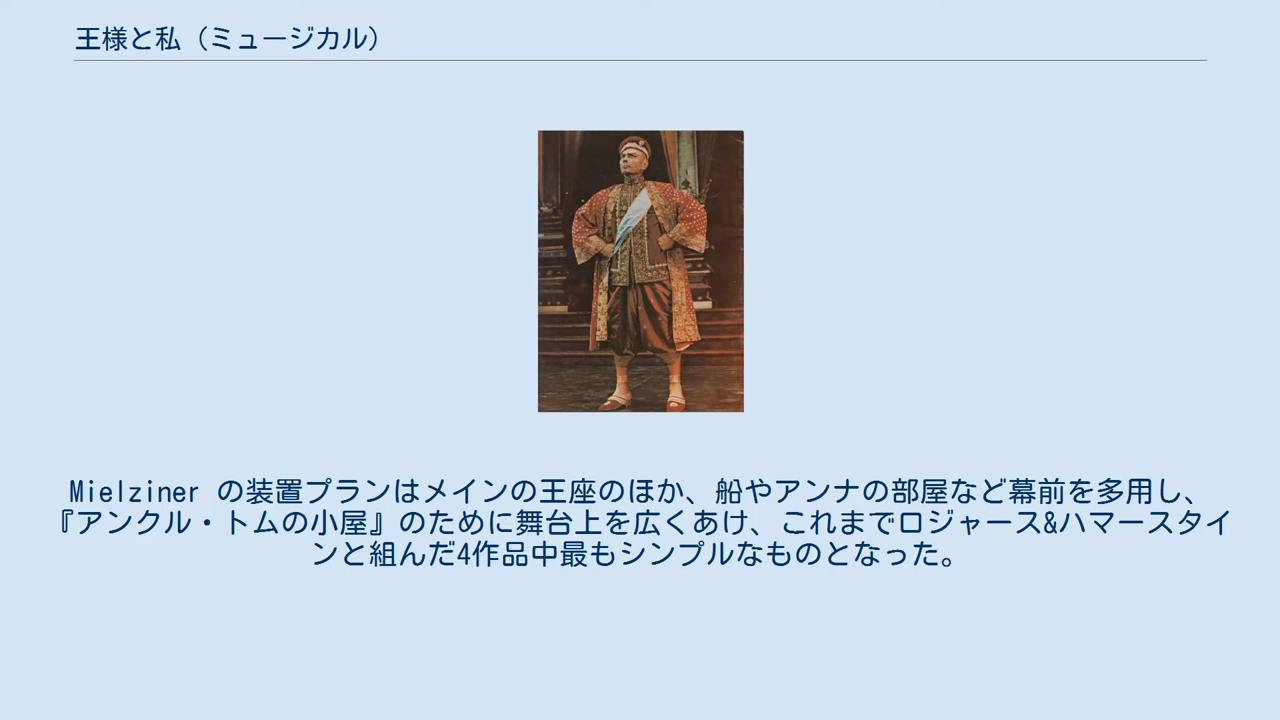 王様と私（ミュージカル）
Mielziner の装置プランはメインの王座のほか、船やアンナの部屋など幕前を多用し、
『アンクル・トムの小屋』のために舞台上を広くあけ、これまでロジャース&ハマースタイ
ンと組んだ4作品中最もシンプルなものとなった。